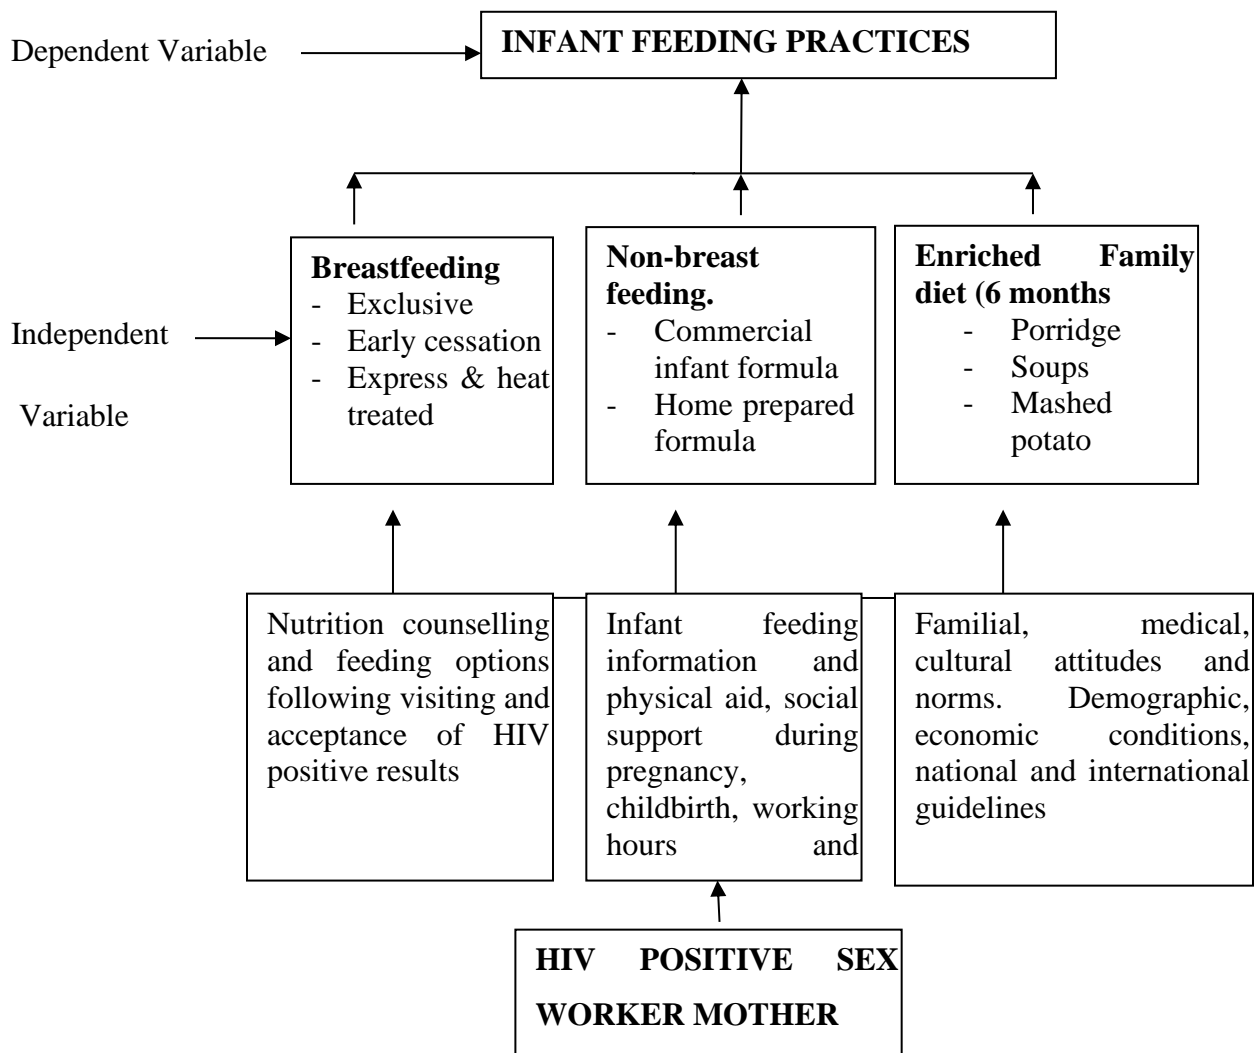 Dependent Variable
INFANT FEEDING PRACTICES
Breastfeeding
- Exclusive
- Early cessation
- Express & heat
treated
Non-breast
feeding.
- Commercial
infant formula
- Home prepared
formula
Enriched Family
diet (6 months
- Porridge
- Soups
- Mashed
potato
Independent
Variable
Nutrition counselling
and feeding options
following visiting and
acceptance of HIV
positive results
Infant feeding
information and
physical aid, social
support during
pregnancy,
childbirth, working
hours and
Familial, medical,
cultural attitudes and
norms. Demographic,
economic conditions,
national and international
guidelines
HIV POSITIVE SEX
WORKER MOTHER